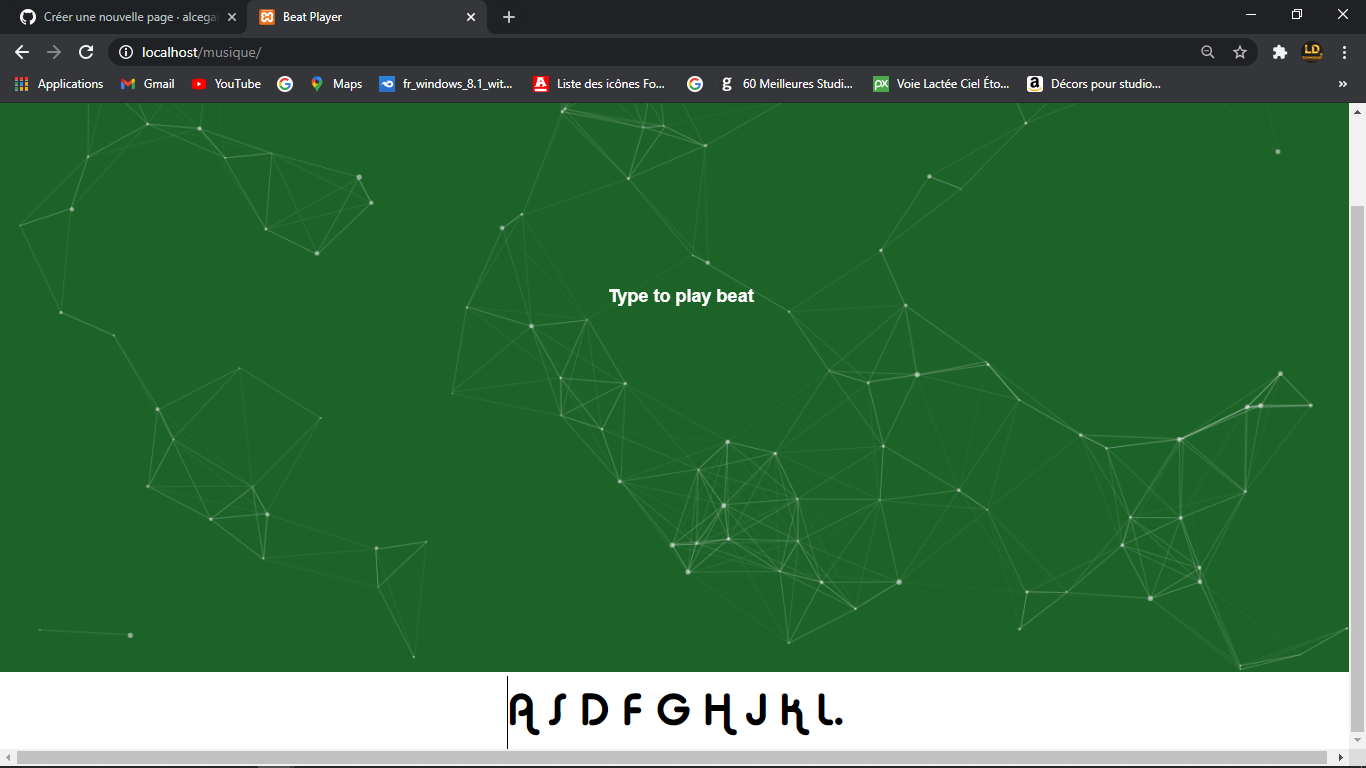 Créer une nouvelle page · alcega
Beat Player
localhost/musique/
LD
Applications
Gmail
YouTube
Maps
fr_windows_8.1_wit...
Liste des icônes Fo...
60 Meilleures Studi...
Voie Lactée Ciel Éto...
Décors pour studio...
»
Type to play beat
A S D F G H J K L.